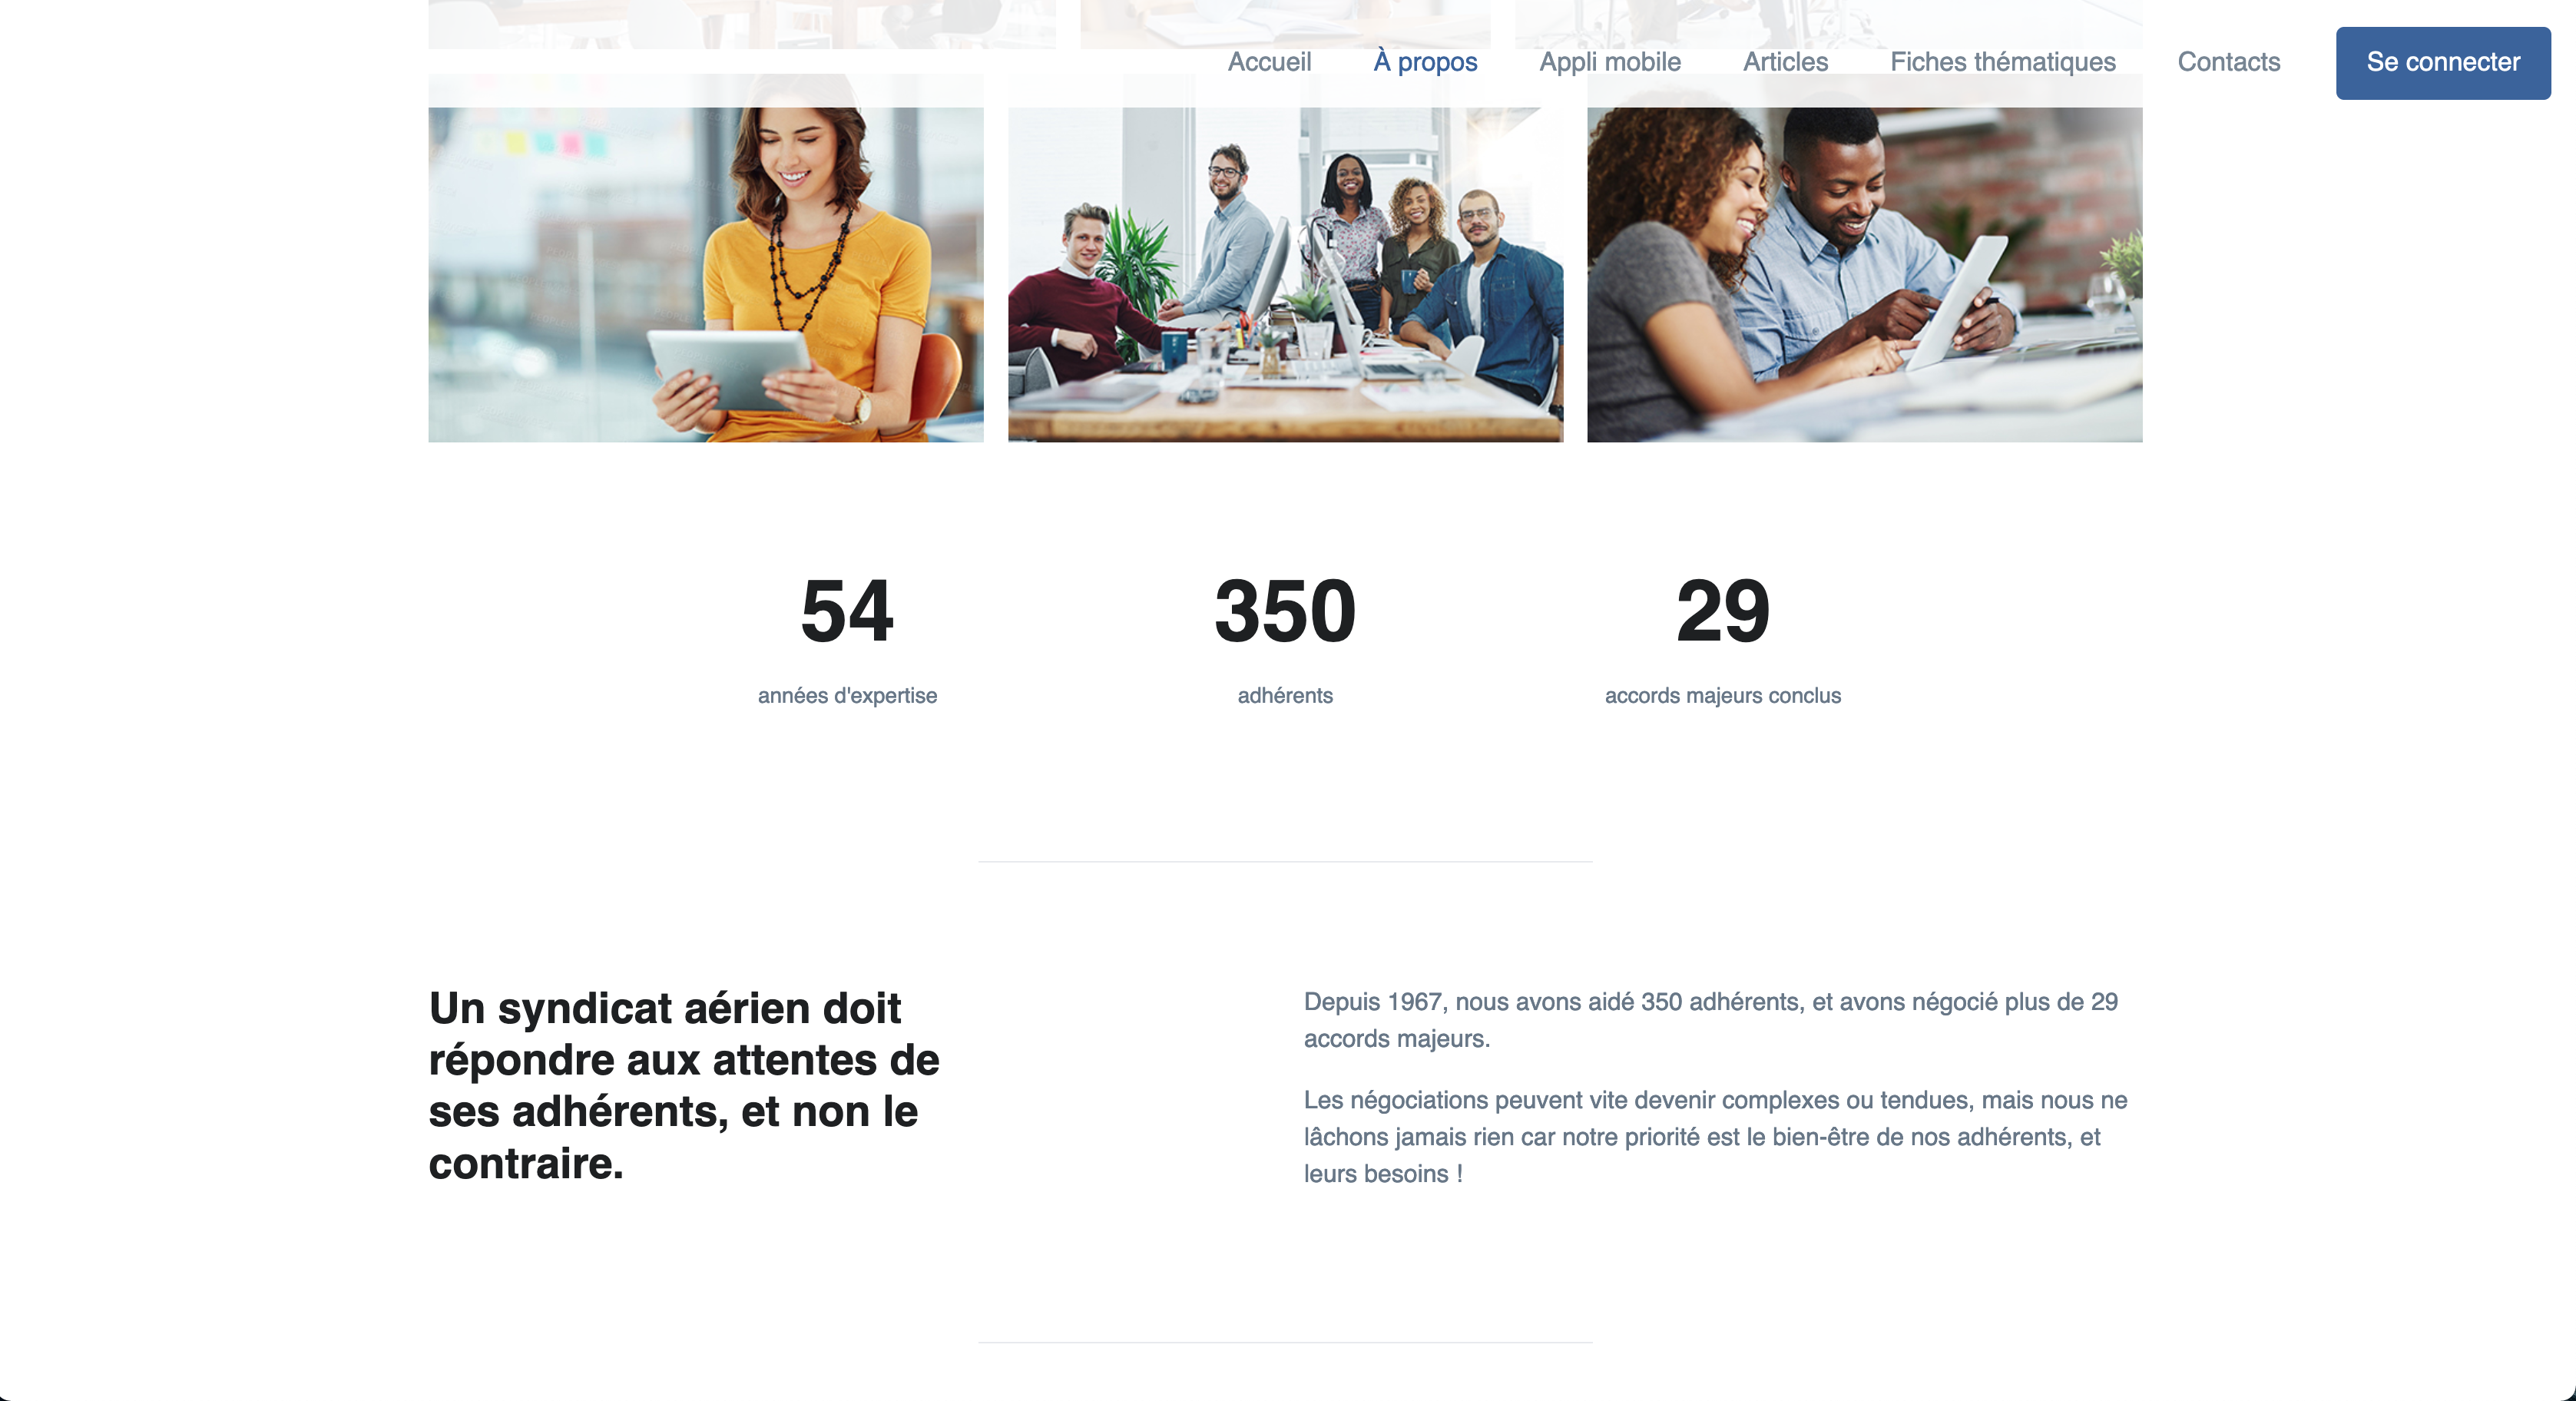 Accueil À propos Appli mobile Articles Fiches thématiques Contacts Se connecter
54 350 29
années d'expertise adhérents accords majeurs conclus
Un syndicat aérien doit
répondre aux attentes de
ses adhérents, et non le
contraire.
Depuis 1967, nous avons aidé 350 adhérents, et avons négocié plus de 29
accords majeurs.
Les négociations peuvent vite devenir complexes ou tendues, mais nous ne
lâchons jamais rien car notre priorité est le bien-être de nos adhérents, et
leurs besoins !